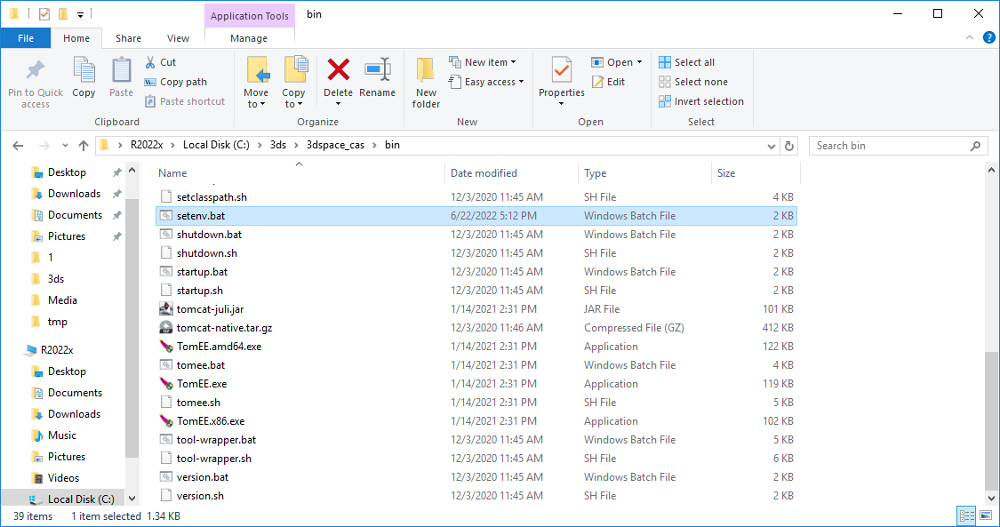 Application Tools bin
File Home Share View Manage
Pin to Quick access
Copy
Paste
Cut
Copy path
Paste shortcut
Clipboard
Move to
Copy to
Delete
Rename
Organize
New folder
New item
Easy access
New
Properties
Open
Edit
Open
Select all
Select none
Invert selection
Select
R2022x > Local Disk (C:) > 3ds > 3dspace_cas > bin
Search bin
Desktop
Downloads
Documents
Pictures
1
3ds
Media
tmp
R2022x
Desktop
Documents
Downloads
Music
Pictures
Videos
Local Disk (C:)
Name Date modified Type Size
setclasspath.sh 12/3/2020 11:45 AM SH File 4 KB
setenv.bat 6/22/2022 5:12 PM Windows Batch File 2 KB
shutdown.bat 12/3/2020 11:45 AM Windows Batch File 2 KB
shutdown.sh 12/3/2020 11:45 AM SH File 2 KB
startup.bat 12/3/2020 11:45 AM Windows Batch File 2 KB
startup.sh 12/3/2020 11:45 AM SH File 2 KB
tomcat-juli.jar 1/14/2021 2:31 PM JAR File 101 KB
tomcat-native.tar.gz 12/3/2020 11:46 AM Compressed File (GZ) 412 KB
TomEE.amd64.exe 1/14/2021 2:31 PM Application 122 KB
tomee.bat 1/14/2021 2:31 PM Windows Batch File 4 KB
TomEE.exe 1/14/2021 2:31 PM Application 119 KB
tomee.sh 1/14/2021 2:31 PM SH File 5 KB
TomEE.x86.exe 1/14/2021 2:31 PM Application 102 KB
tool-wrapper.bat 12/3/2020 11:45 AM Windows Batch File 5 KB
tool-wrapper.sh 12/3/2020 11:45 AM SH File 6 KB
version.bat 12/3/2020 11:45 AM Windows Batch File 2 KB
version.sh 12/3/2020 11:45 AM SH File 2 KB
39 items 1 item selected 1.34 KB